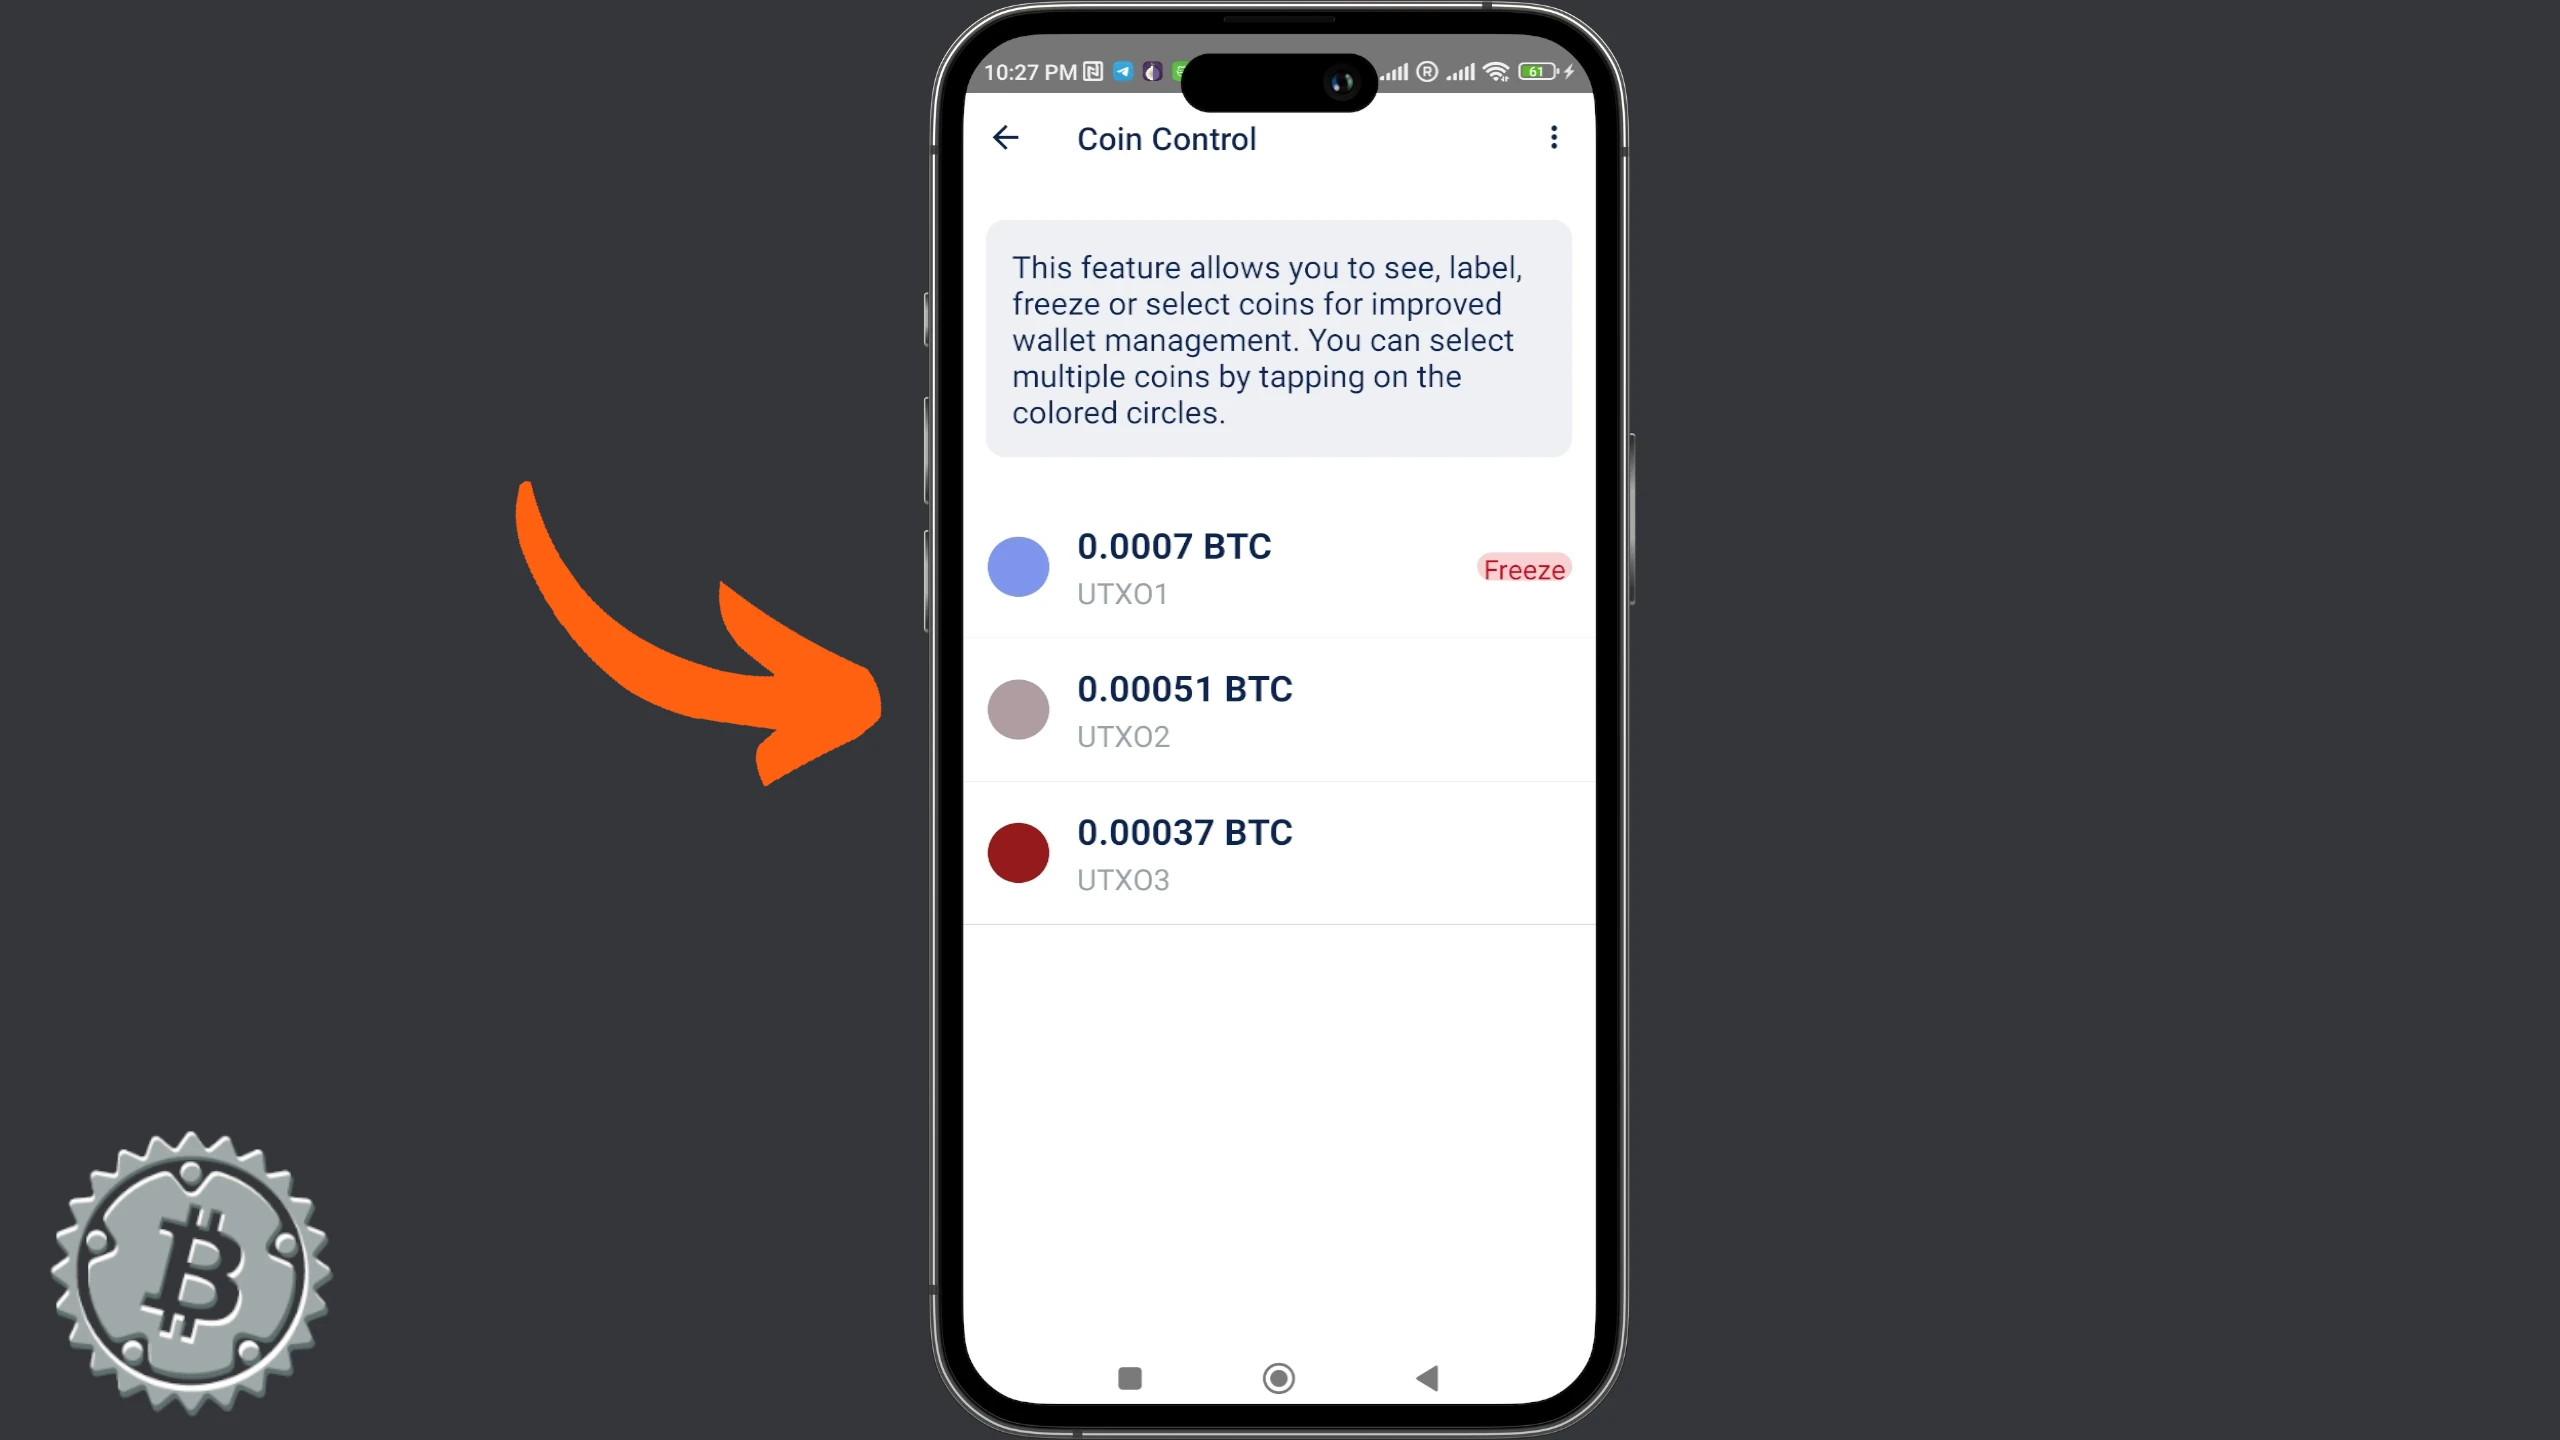 10:27 PM
61
Coin Control
This feature allows you to see, label,
freeze or select coins for improved
wallet management. You can select
multiple coins by tapping on the
colored circles.
0.0007 BTC
UTXO1
Freeze
0.00051 BTC
UTXO2
0.00037 BTC
UTXO3